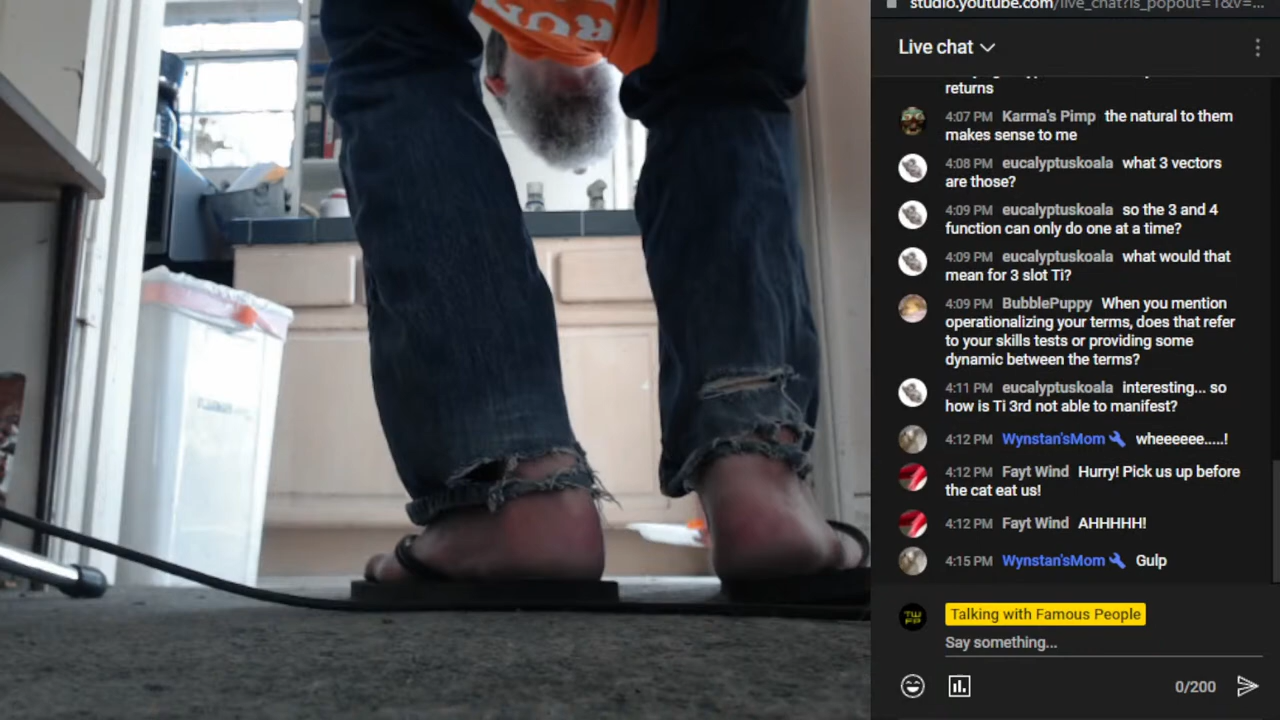 RON
studio.youtube.com/live_chat?is_popout=1&v=...
Live chat
returns
4:07 PM Karma's Pimp the natural to them
makes sense to me
4:08 PM eucalyptuskoala what 3 vectors
are those?
4:09 PM eucalyptuskoala so the 3 and 4
function can only do one at a time?
4:09 PM eucalyptuskoala what would that
mean for 3 slot Ti?
4:09 PM BubblePuppy When you mention
operationalizing your terms, does that refer
to your skills tests or providing some
dynamic between the terms?
4:11 PM eucalyptuskoala interesting... so
how is Ti 3rd not able to manifest?
4:12 PM Wynstan'sMom wheeeeee.....!
4:12 PM Fayt Wind Hurry! Pick us up before
the cat eat us!
4:12 PM Fayt Wind AHHHHH!
4:15 PM Wynstan'sMom Gulp
TW
FP
Talking with Famous People
Say something...
0/200